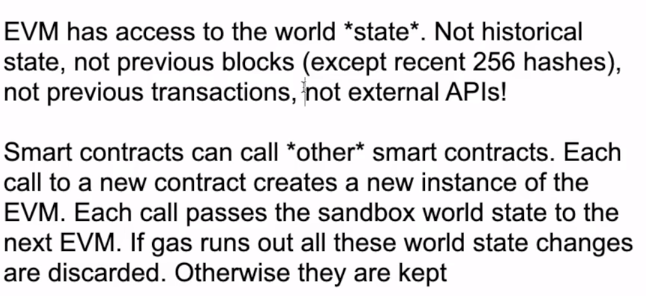 EVM has access to the world *state*. Not historical
state, not previous blocks (except recent 256 hashes),
not previous transactions, not external APIs!
Smart contracts can call *other* smart contracts. Each
call to a new contract creates a new instance of the
EVM. Each call passes the sandbox world state to the
next EVM. If gas runs out all these world state changes
are discarded. Otherwise they are kept